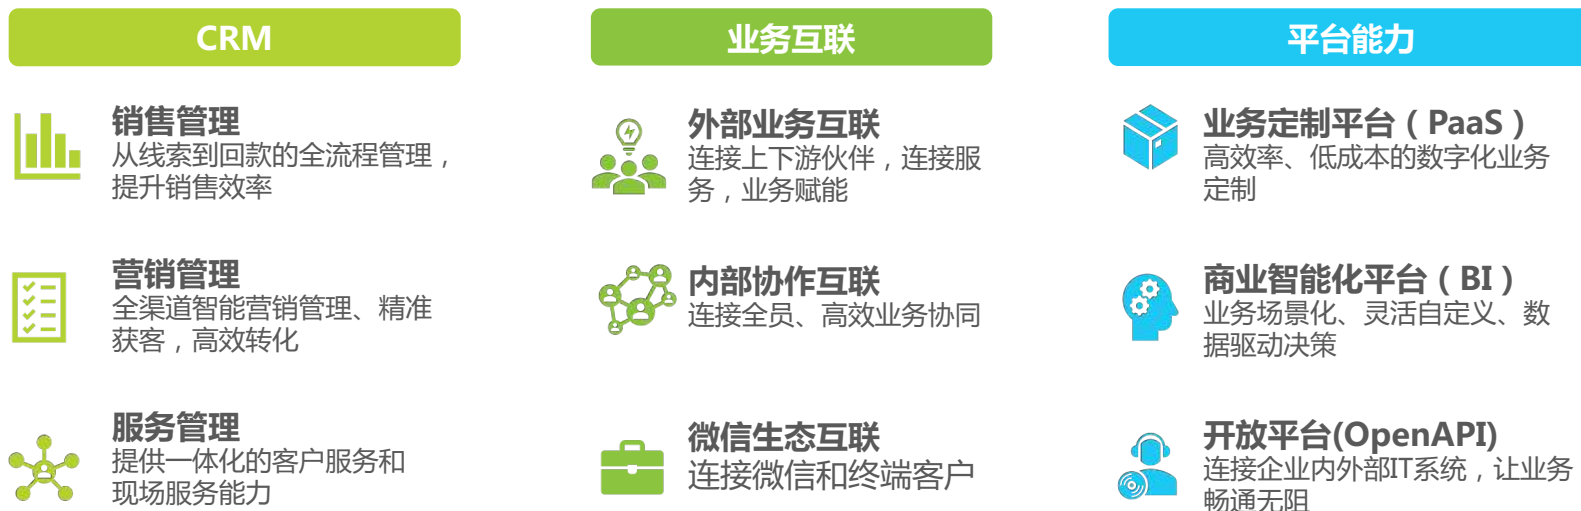 CRM
销售管理
从线索到回款的全流程管理，
提升销售效率
营销管理
全渠道智能营销管理、精准
获客，高效转化
服务管理
提供一体化的客户服务和
现场服务能力
业务互联
外部业务互联
连接上下游伙伴，连接服
务，业务赋能
内部协作互联
连接全员、高效业务协同
微信生态互联
连接微信和终端客户
平台能力
业务定制平台（PaaS）
高效率、低成本的数字化业务
定制
商业智能化平台（BI）
业务场景化、灵活自定义、数
据驱动决策
开放平台(OpenAPI)
连接企业内外部IT系统，让业务
畅通无阻